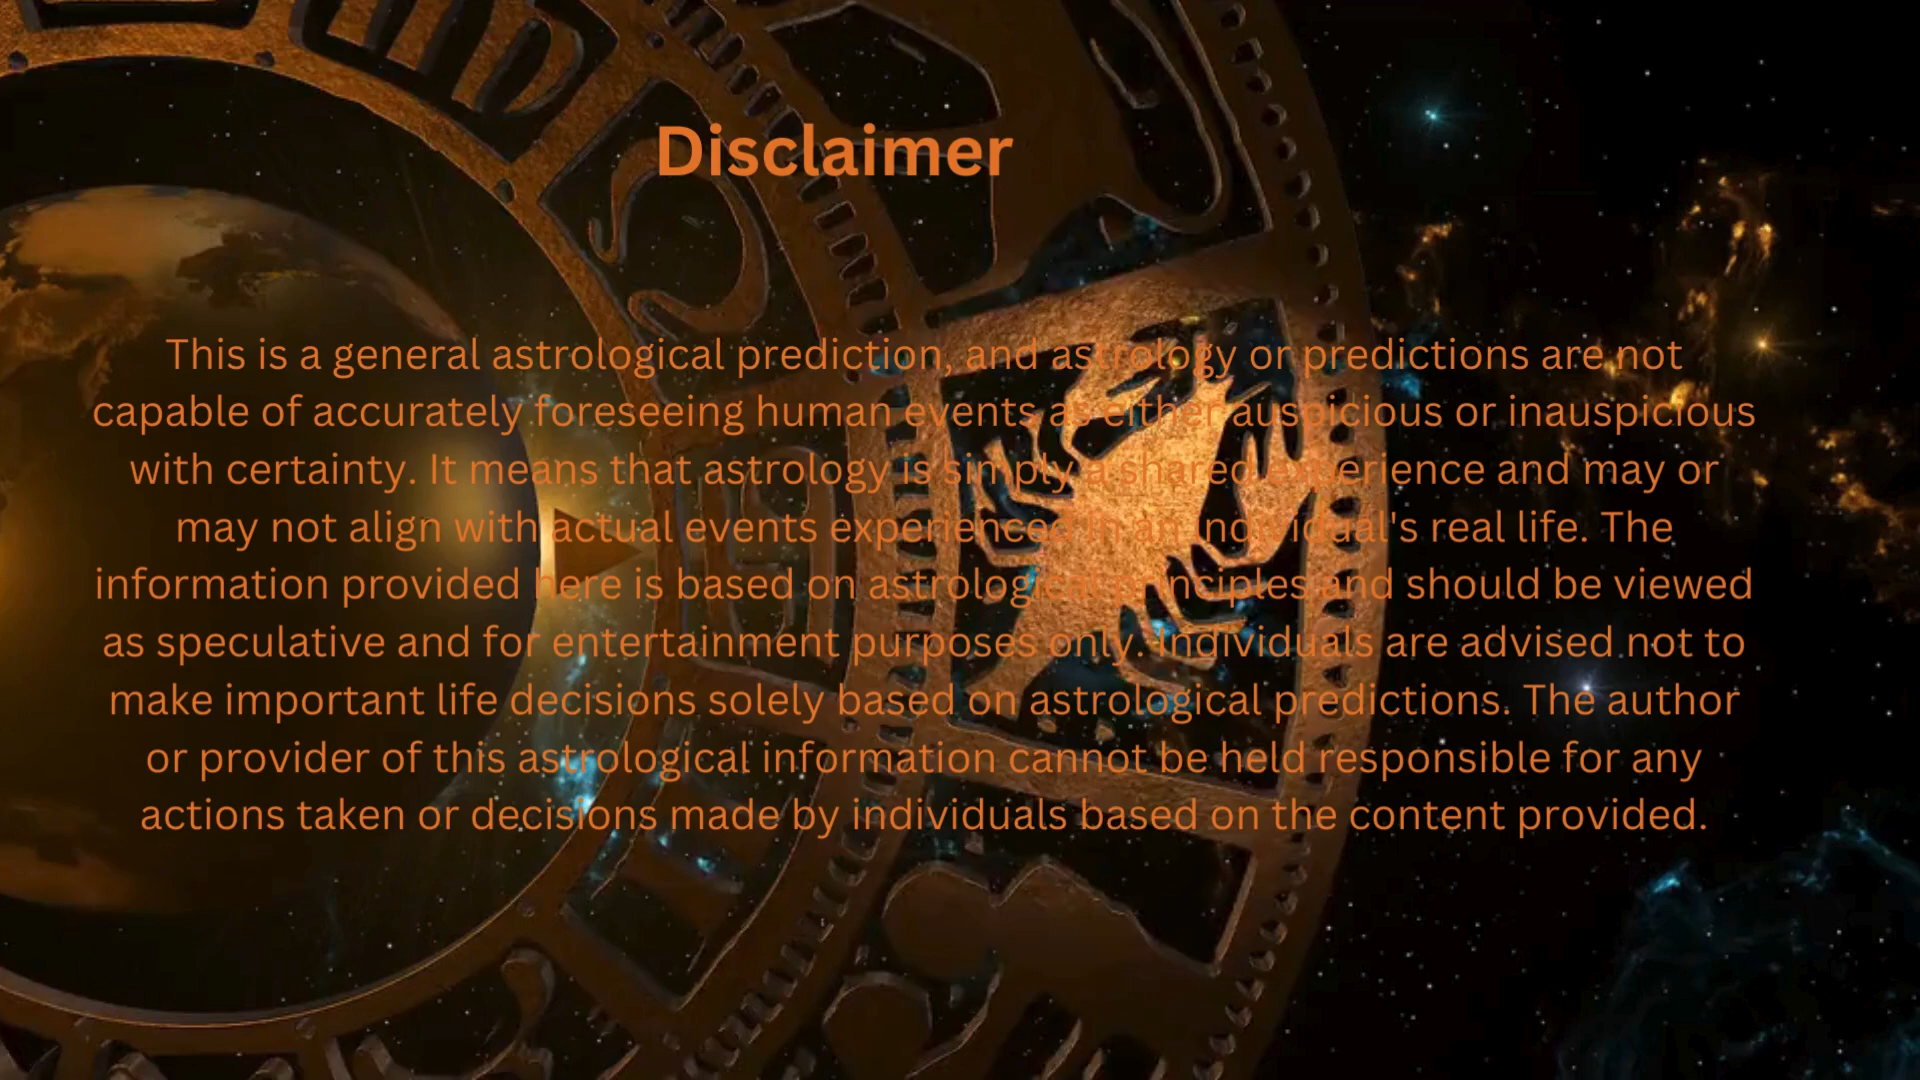 Disclaimer
This is a general astrological prediction, and astrology or predictions are not
capable of accurately foreseeing human events as either auspicious or inauspicious
with certainty. It means that astrology is simply a shared experience and may or
may not align with actual events experienced in an individual's real life. The
information provided here is based on astrological principles and should be viewed
as speculative and for entertainment purposes only. Individuals are advised not to
make important life decisions solely based on astrological predictions. The author
or provider of this astrological information cannot be held responsible for any
actions taken or decisions made by individuals based on the content provided.